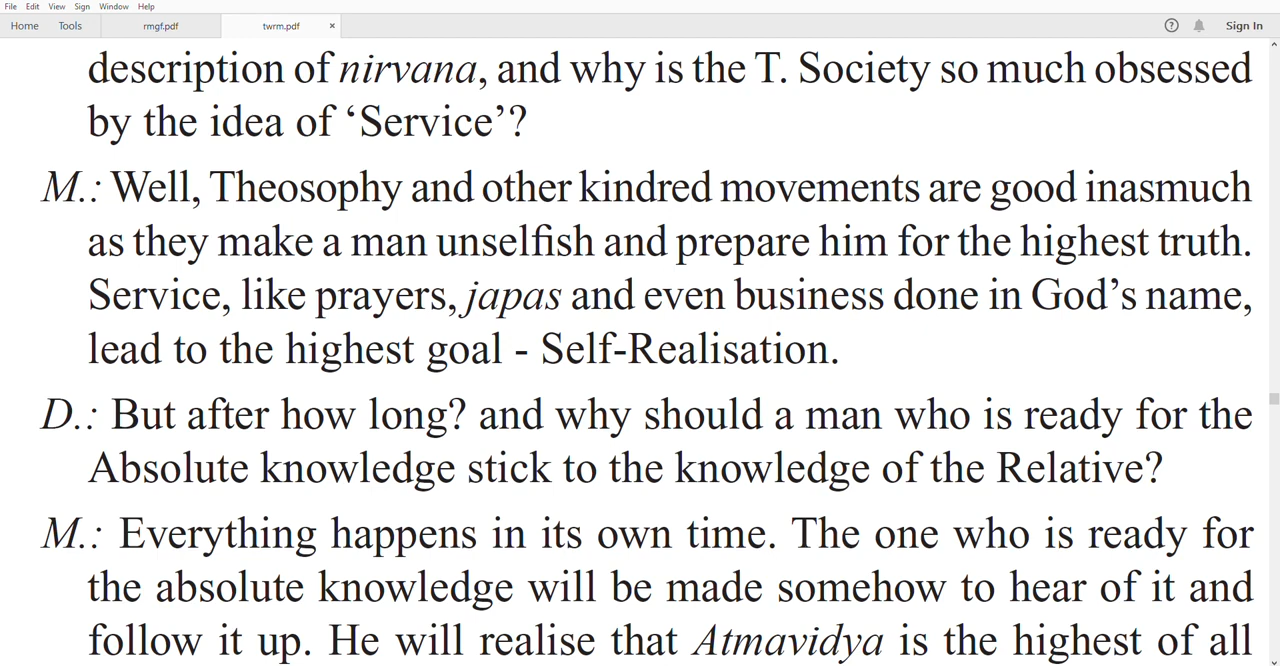 File Edit View Sign Window Help
Home Tools rmgf.pdf twrm.pdf × ? Sign In
description of nirvana, and why is the T. Society so much obsessed
by the idea of ‘Service’?
M.: Well, Theosophy and other kindred movements are good inasmuch
as they make a man unselfish and prepare him for the highest truth.
Service, like prayers, japas and even business done in God’s name,
lead to the highest goal - Self-Realisation.
D.: But after how long? and why should a man who is ready for the
Absolute knowledge stick to the knowledge of the Relative?
M.: Everything happens in its own time. The one who is ready for
the absolute knowledge will be made somehow to hear of it and
follow it up. He will realise that Atmavidya is the highest of all